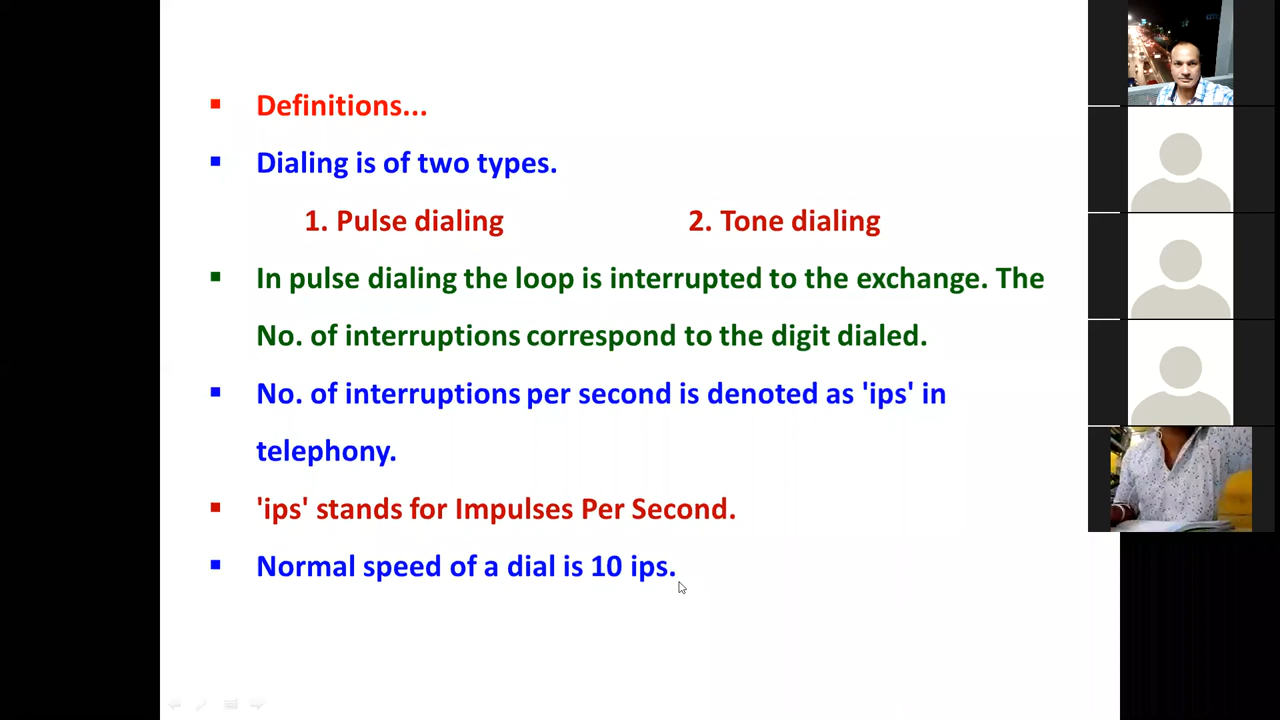 Definitions...
Dialing is of two types.
1. Pulse dialing 2. Tone dialing
In pulse dialing the loop is interrupted to the exchange. The
No. of interruptions correspond to the digit dialed.
No. of interruptions per second is denoted as 'ips' in
telephony.
'ips' stands for Impulses Per Second.
Normal speed of a dial is 10 ips.